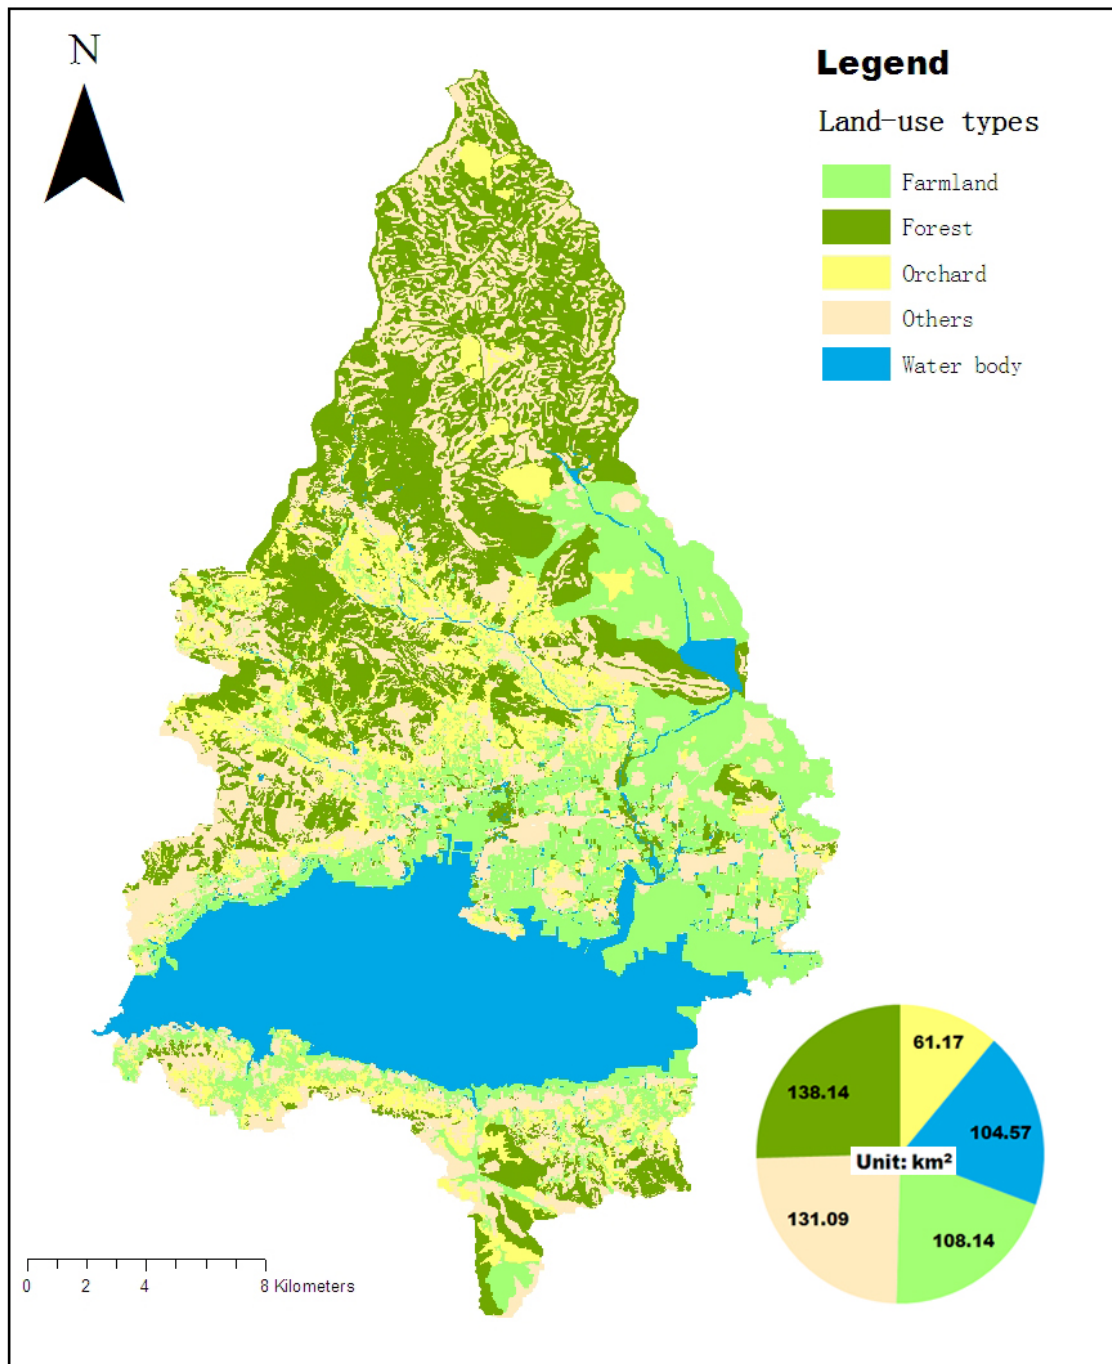 N
Legend
Land-use types
Farmland
Forest
Orchard
Others
Water body
61.17
138.14
104.57
Unit: km²
131.09
108.14
0 2 4 8 Kilometers